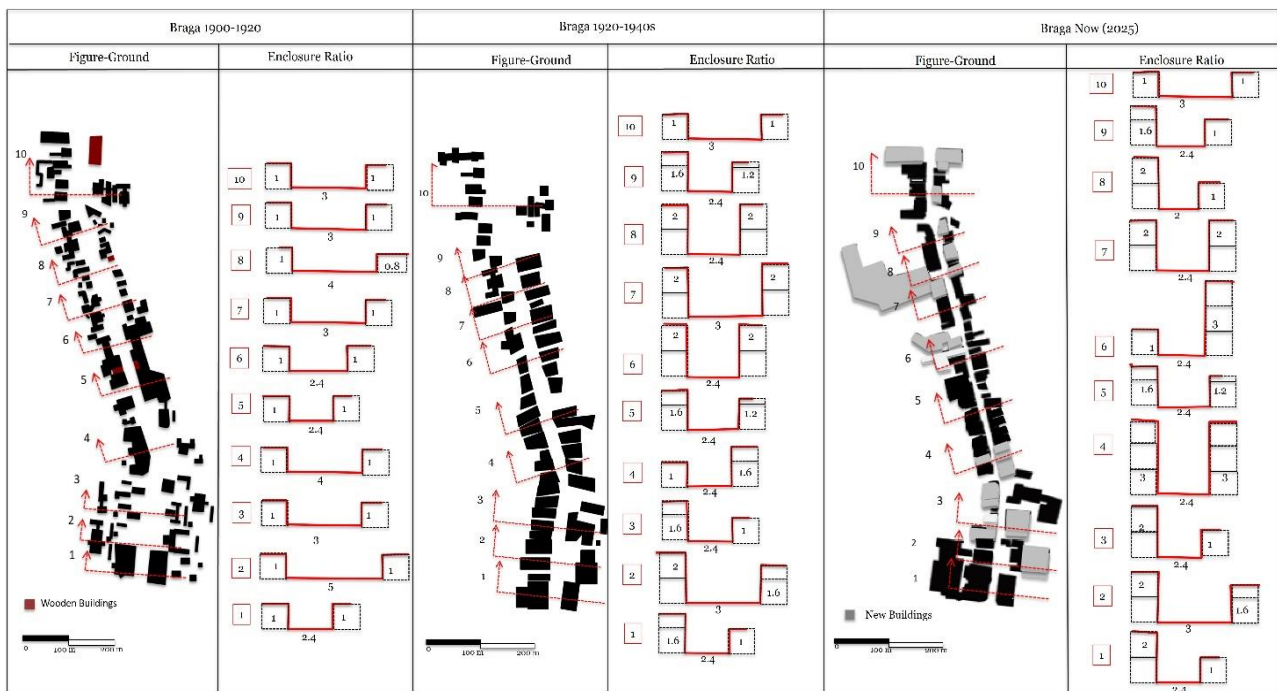 Braga 1900-1920
Figure-Ground
Enclosure Ratio
10
9
8
7
6
5
4
3
2
1
Wooden Buildings
0 100 m 200 m
10 1 1
3
9 1 1
3
8 1 0.8
4
7 1 1
3
6 1 1
2.4
5 1 1
2.4
4 1 1
4
3 1 1
3
2 1 1
5
1 1 1
2.4
Braga 1920-1940s
Figure-Ground
Enclosure Ratio
10
9
8
7
6
5
4
3
2
1
0 100 m 200 m
10 1 1
3
9 1.6 1.2
2.4
8 2 2
2.4
7 2 2
3
6 2 2
2.4
5 1.6 1.2
2.4
4 1 1.6
2.4
3 1.6 1
2.4
2 2 1.6
3
1 1.6 1
2.4
Braga Now (2025)
Figure-Ground
Enclosure Ratio
10
9
8
7
6
5
4
3
2
1
New Buildings
0 100 m 200 m
10 1 1
3
9 1.6 1
2.4
8 2 1
2
7 2 2
2.4
6 1 3
2.4
5 1.6 1.2
2.4
4 3 3
2.4
3 2 1
2.4
2 2 1.6
3
1 2 1
2.4